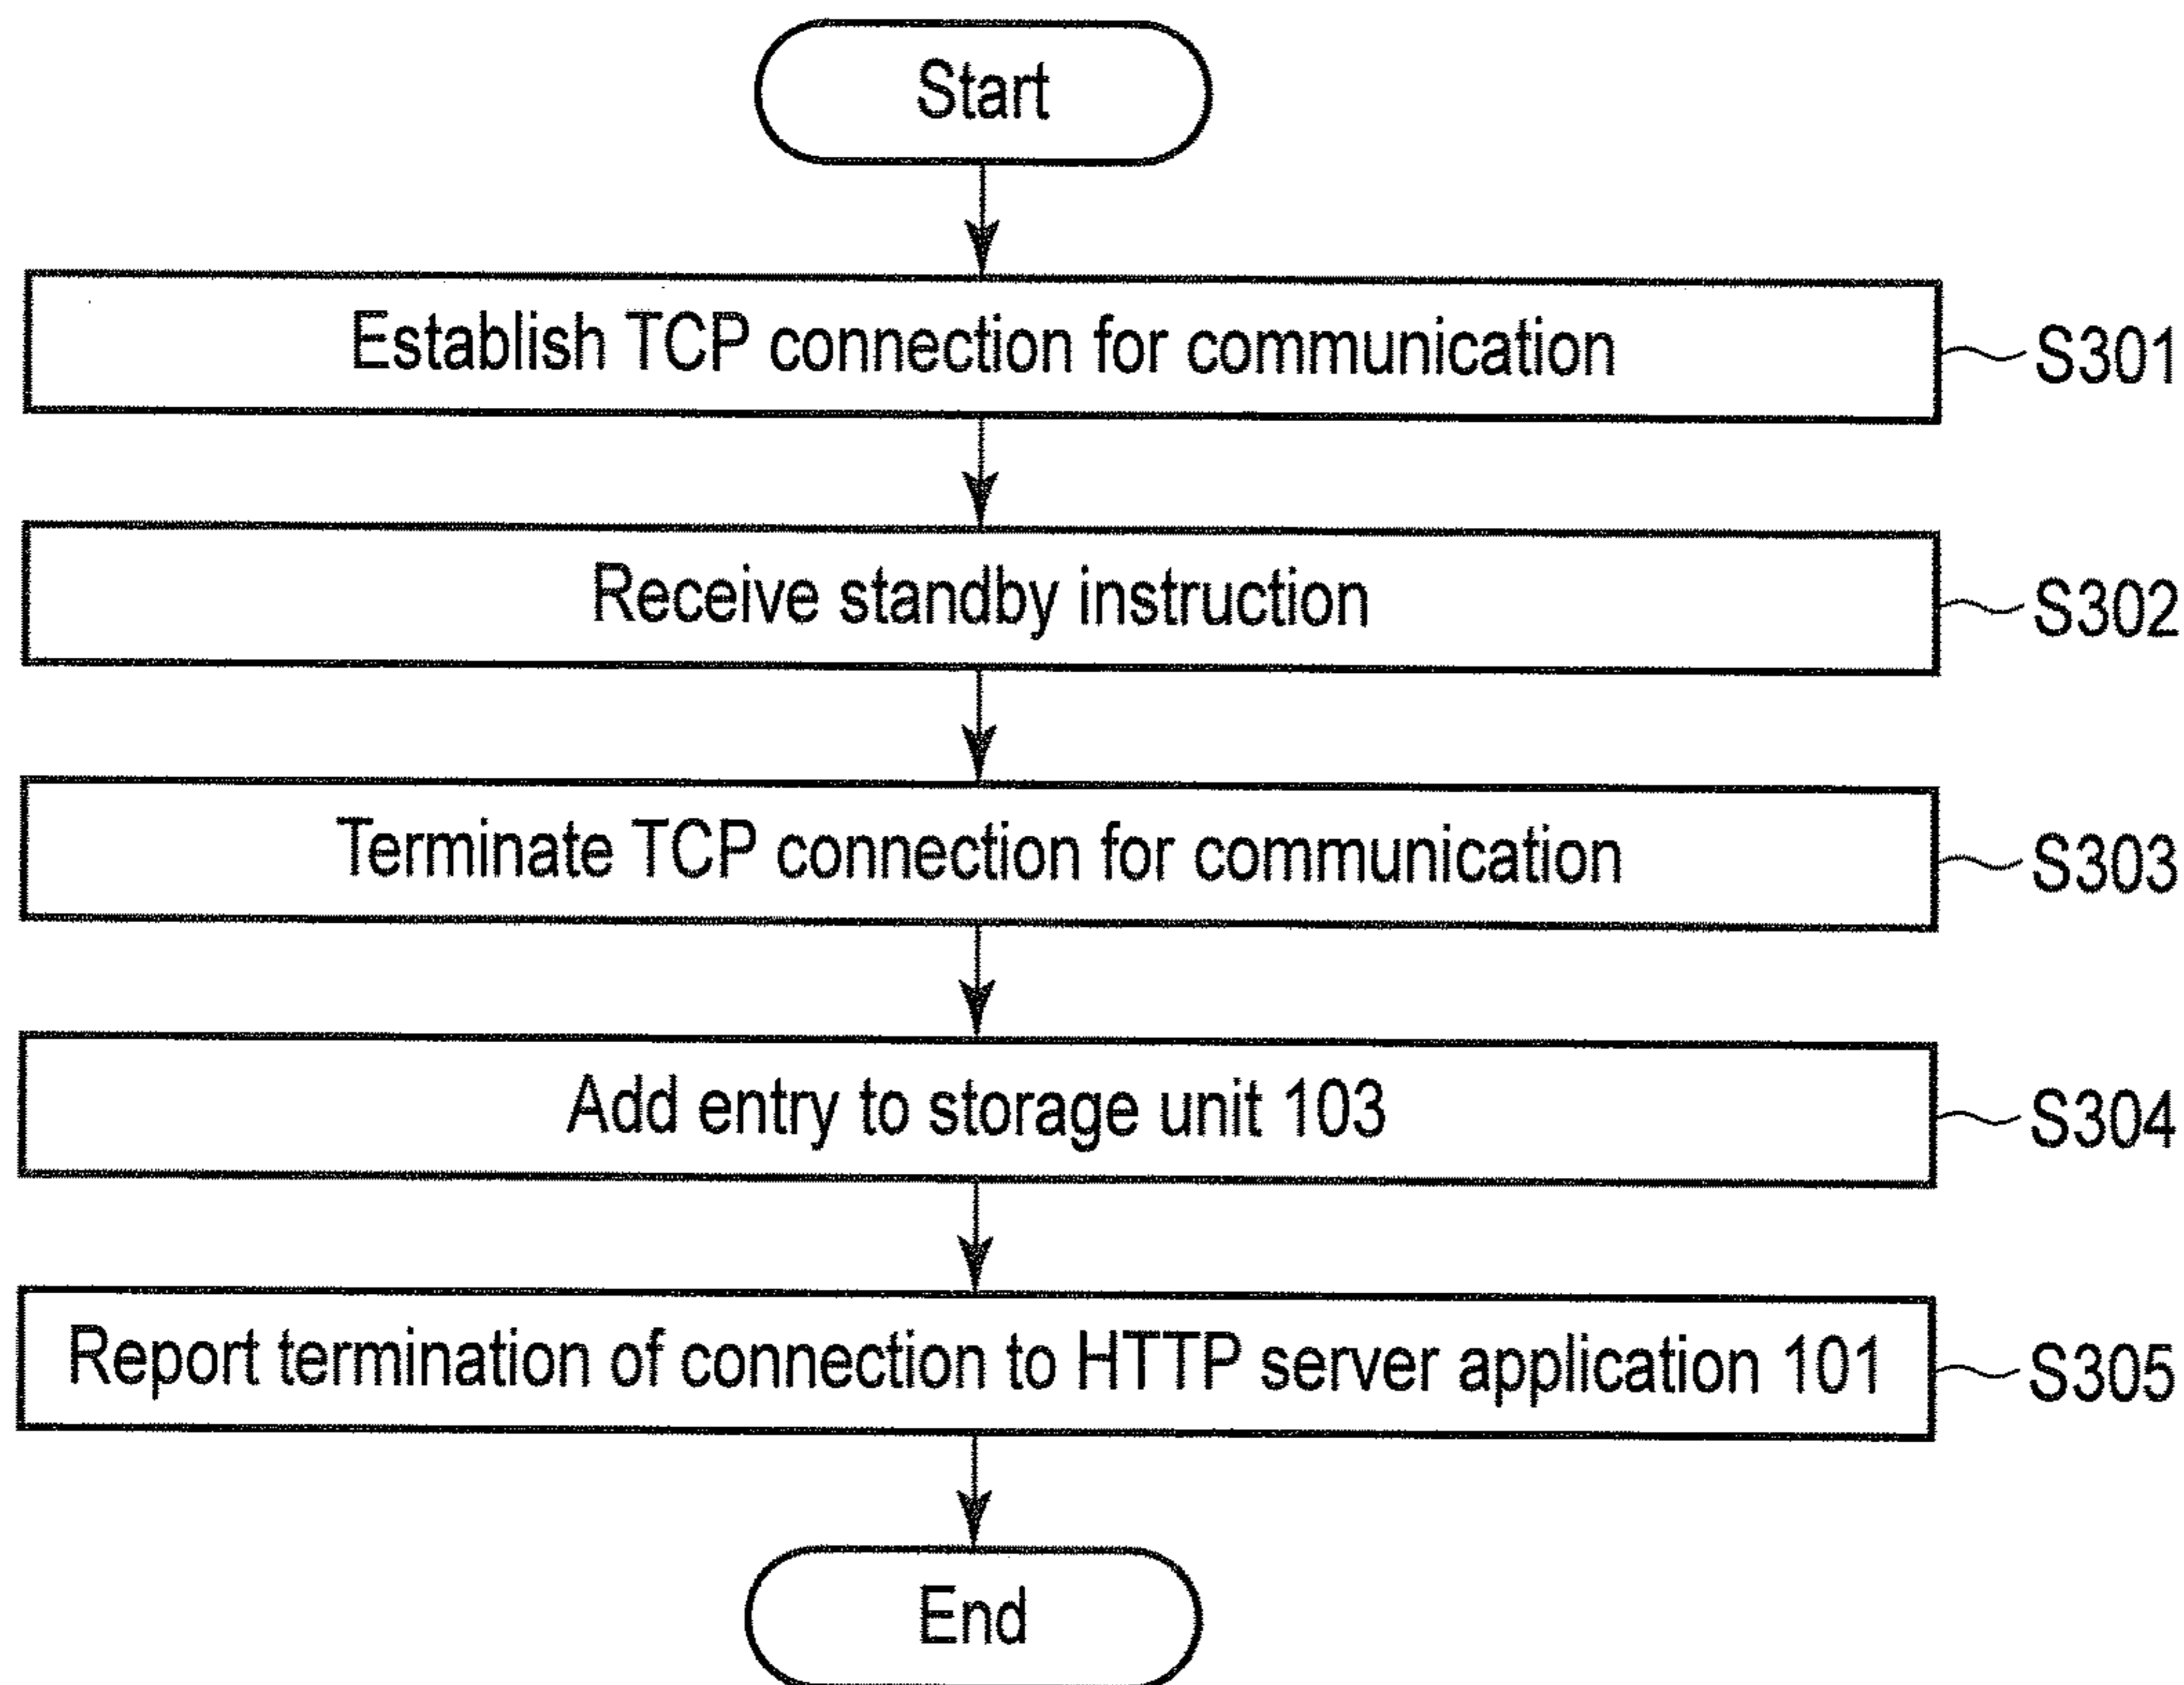 Start
Establish TCP connection for communication
S301
Receive standby instruction
S302
Terminate TCP connection for communication
S303
Add entry to storage unit 103
S304
Report termination of connection to HTTP server application 101
S305
End